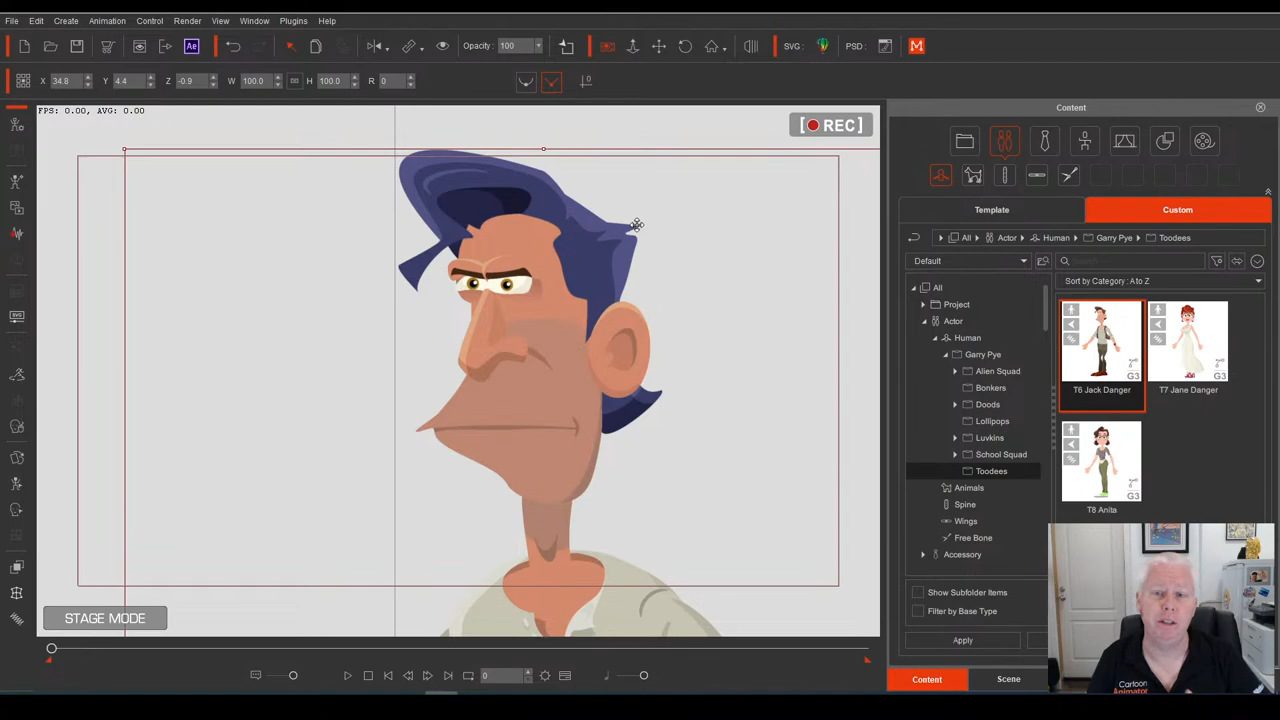 File Edit Create Animation Control Render View Window Plugins Help
Ae Opacity : 100 SVG : PSD : M
X 34.8 Y 4.4 Z -0.9 W 100.0 H 100.0 R 0
FPS: 0.00, AVG: 0.00
[ REC]
Content
Template Custom
All Actor Human Garry Pye Toodees
Default Search
All
Sort by Category : A to Z
Project
Actor
Human
Garry Pye
Alien Squad
Bonkers
Doods
Lollipops
Luvkins
School Squad
Toodees
Animals
Spine
Wings
Free Bone
Accessory
G3 G3
T6 Jack Danger T7 Jane Danger
G3
T8 Anita
Show Subfolder Items
Filter by Base Type
Apply
STAGE MODE
0
Content Scene
Cartoon
Animator